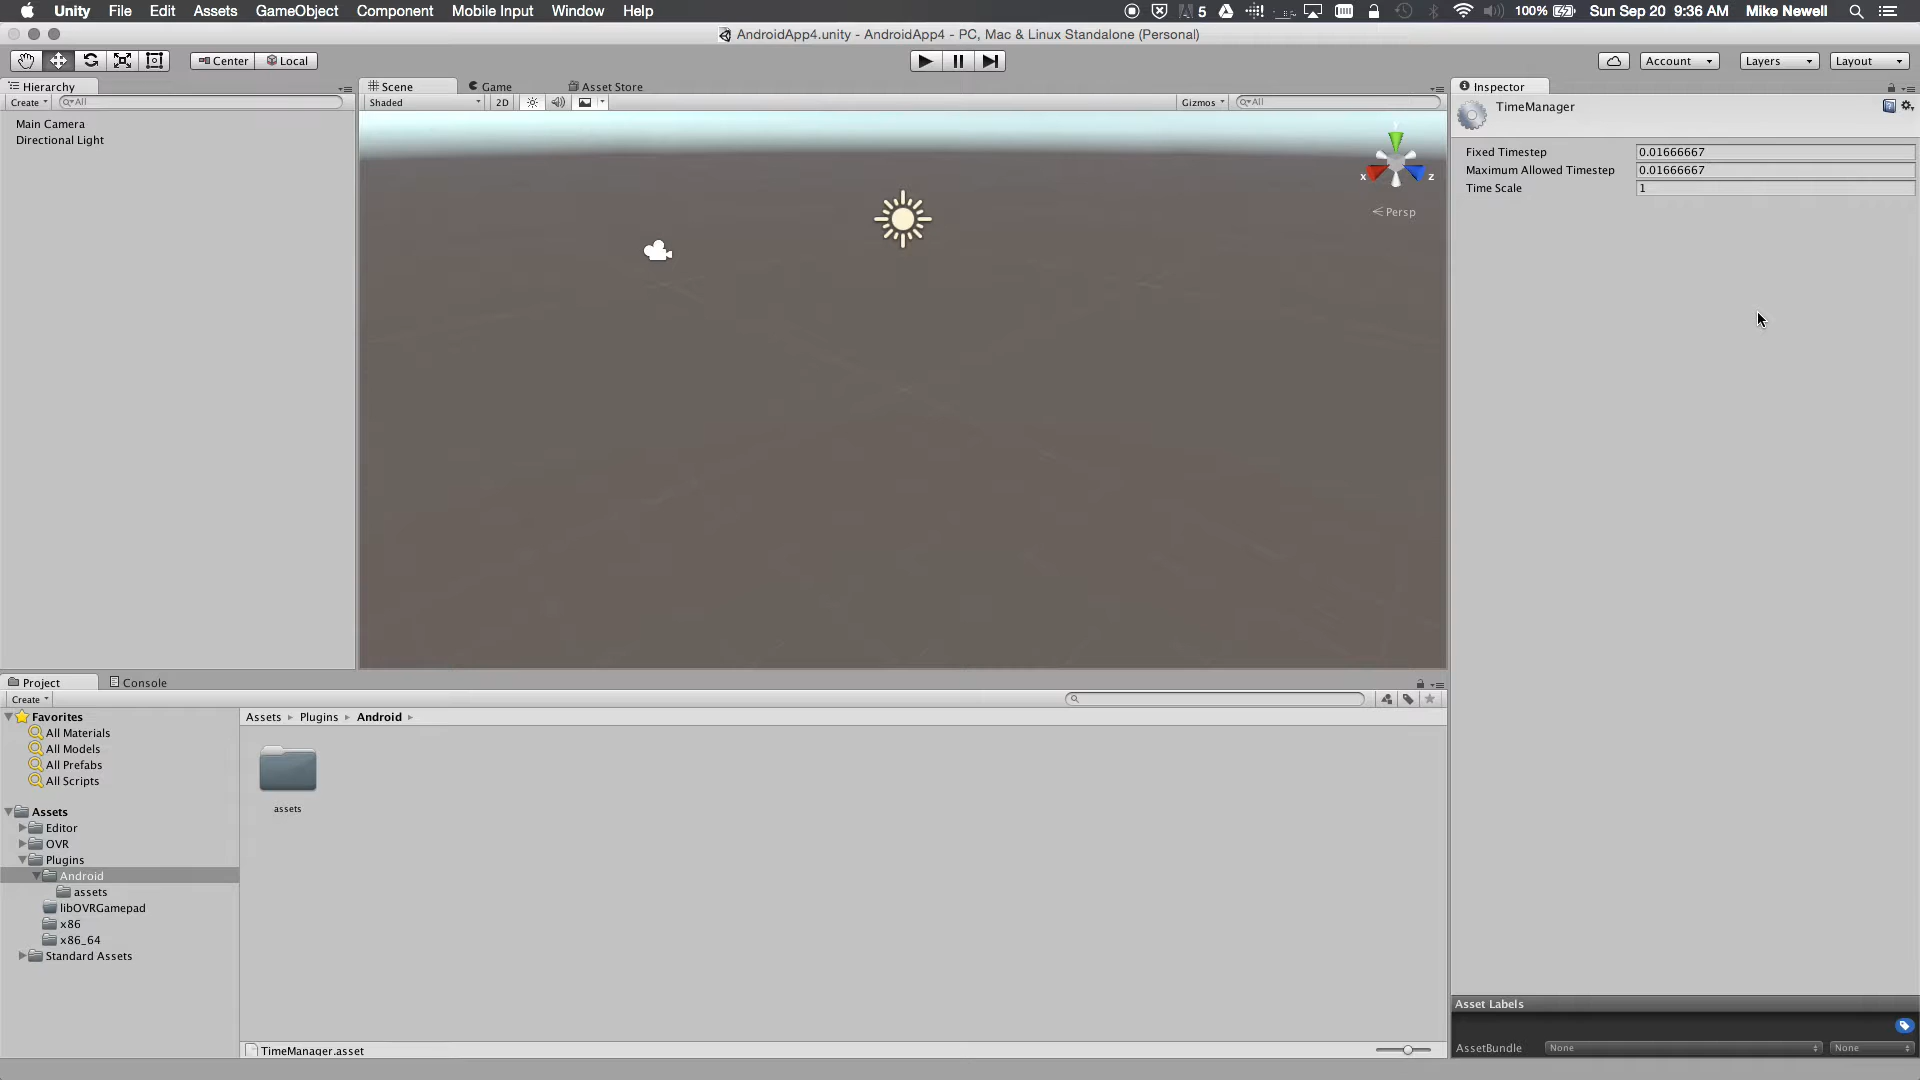 Unity File Edit Assets GameObject Component Mobile Input Window Help 5 100% Sun Sep 20 9:36 AM Mike Newell
AndroidApp4.unity - AndroidApp4 - PC, Mac & Linux Standalone (Personal)
Center Local Account Layers Layout
Hierarchy
Create All
Main Camera
Directional Light
Scene Game Asset Store
Shaded 2D Gizmos All
x z
Persp
Inspector
TimeManager
Fixed Timestep 0.01666667
Maximum Allowed Timestep 0.01666667
Time Scale 1
Project Console
Create
Favorites
All Materials
All Models
All Prefabs
All Scripts
Assets
Editor
OVR
Plugins
Android
assets
libOVRGamepad
x86
x86_64
Standard Assets
Assets Plugins Android
assets
TimeManager.asset
Asset Labels
AssetBundle None None